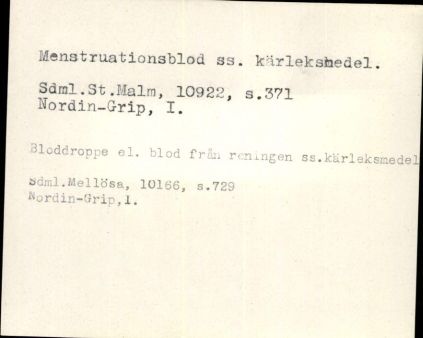 Menstruationsblod ss. kärleksmedel.
Sdml.St.Malm, 10922, s.371
Nordin-Grip, I.
Bloddroppe el. blod från reningen ss.kärleksmedel
Sdml.Mellösa, 10166, s.729
Nordin-Grip,I.